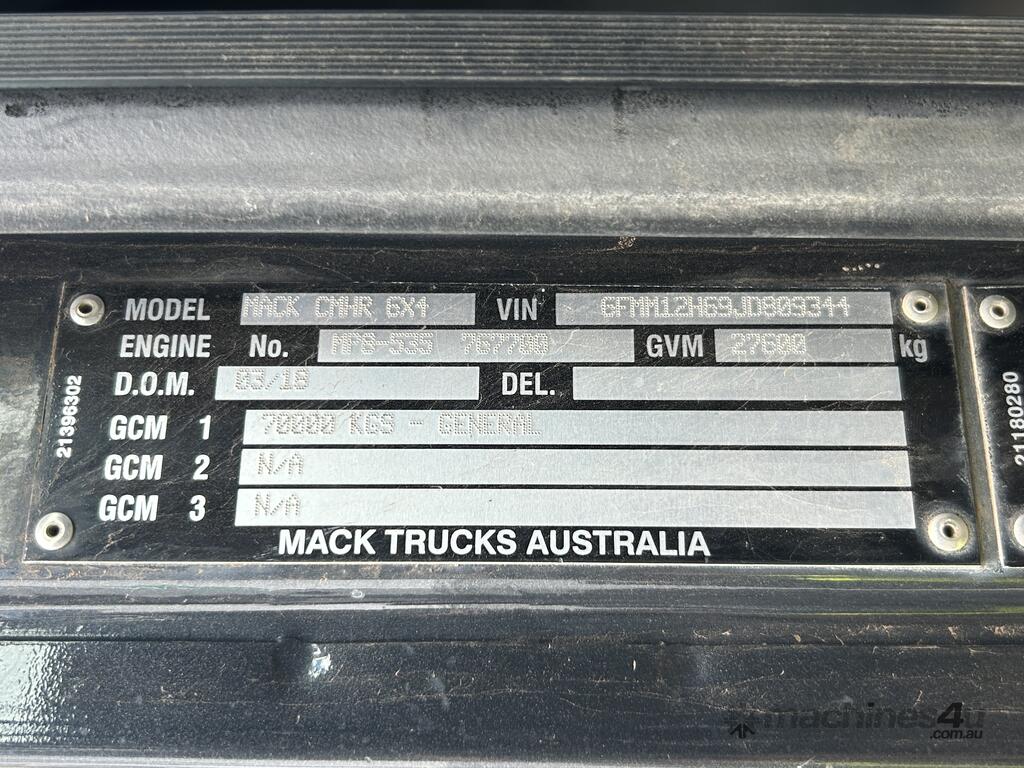 MODEL MACK CMHR 6X4 VIN 6FMM12H69JD809344
ENGINE No. MP8-535 767700 GVM 27600 kg
D.O.M. 03/18 DEL.
GCM 1 70000 KGS - GENERAL
GCM 2 N/A
GCM 3 N/A
MACK TRUCKS AUSTRALIA
21396302
21180280
machines4u
.com.au